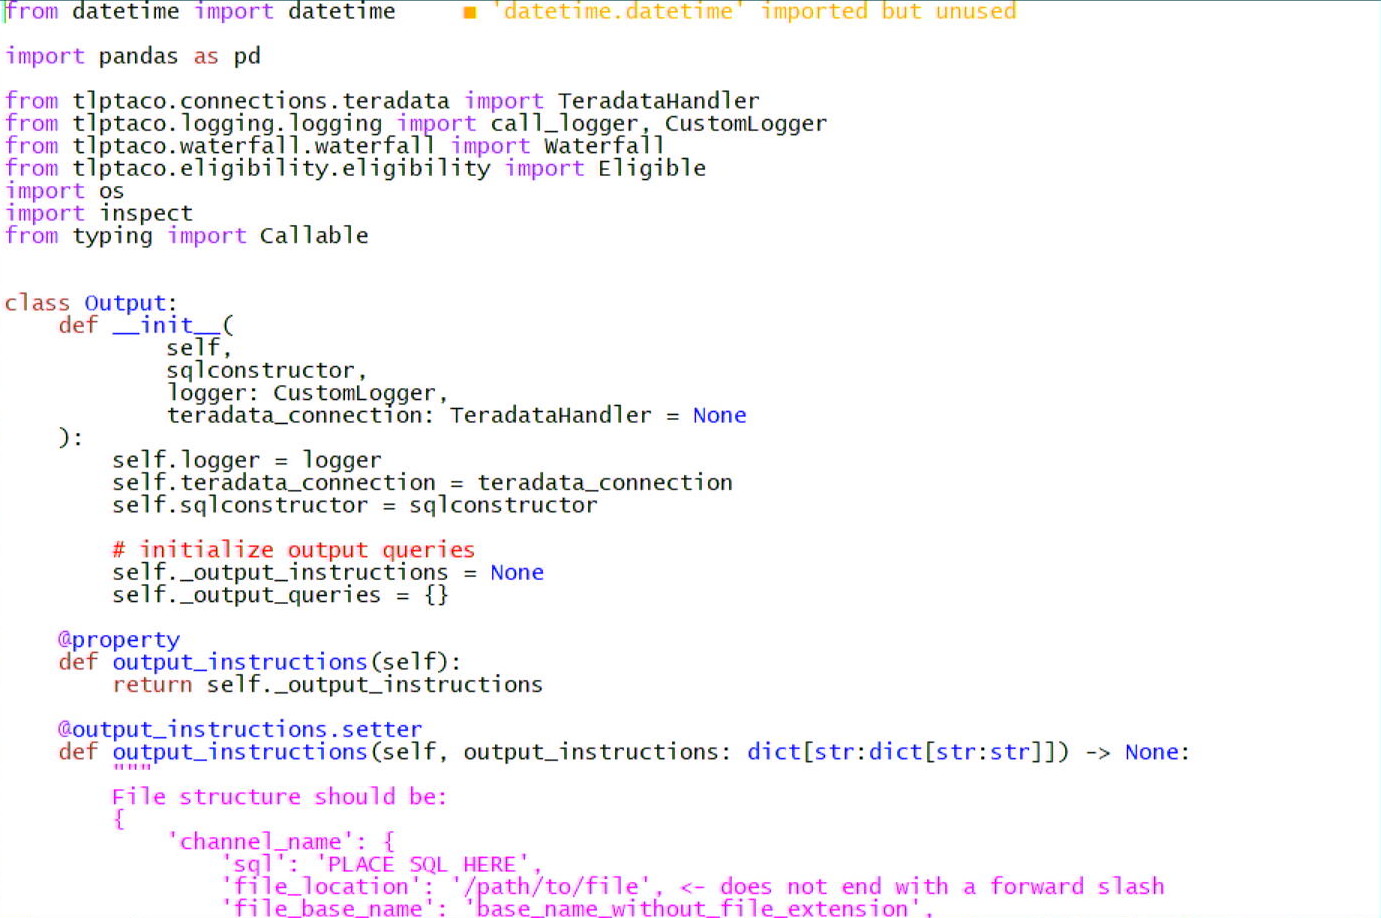 from datetime import datetime     ■ 'datetime.datetime' imported but unused

import pandas as pd

from tlptaco.connections.teradata import TeradataHandler
from tlptaco.logging.logging import call_logger, CustomLogger
from tlptaco.waterfall.waterfall import Waterfall
from tlptaco.eligibility.eligibility import Eligible
import os
import inspect
from typing import Callable


class Output:
    def __init__(
            self,
            sqlconstructor,
            logger: CustomLogger,
            teradata_connection: TeradataHandler = None
    ):
        self.logger = logger
        self.teradata_connection = teradata_connection
        self.sqlconstructor = sqlconstructor

        # initialize output queries
        self._output_instructions = None
        self._output_queries = {}

    @property
    def output_instructions(self):
        return self._output_instructions

    @output_instructions.setter
    def output_instructions(self, output_instructions: dict[str:dict[str:str]]) -> None:
        """
        File structure should be:
        {
            'channel_name': {
                'sql': 'PLACE SQL HERE',
                'file_location': '/path/to/file', <- does not end with a forward slash
                'file_base_name': 'base_name_without_file_extension',